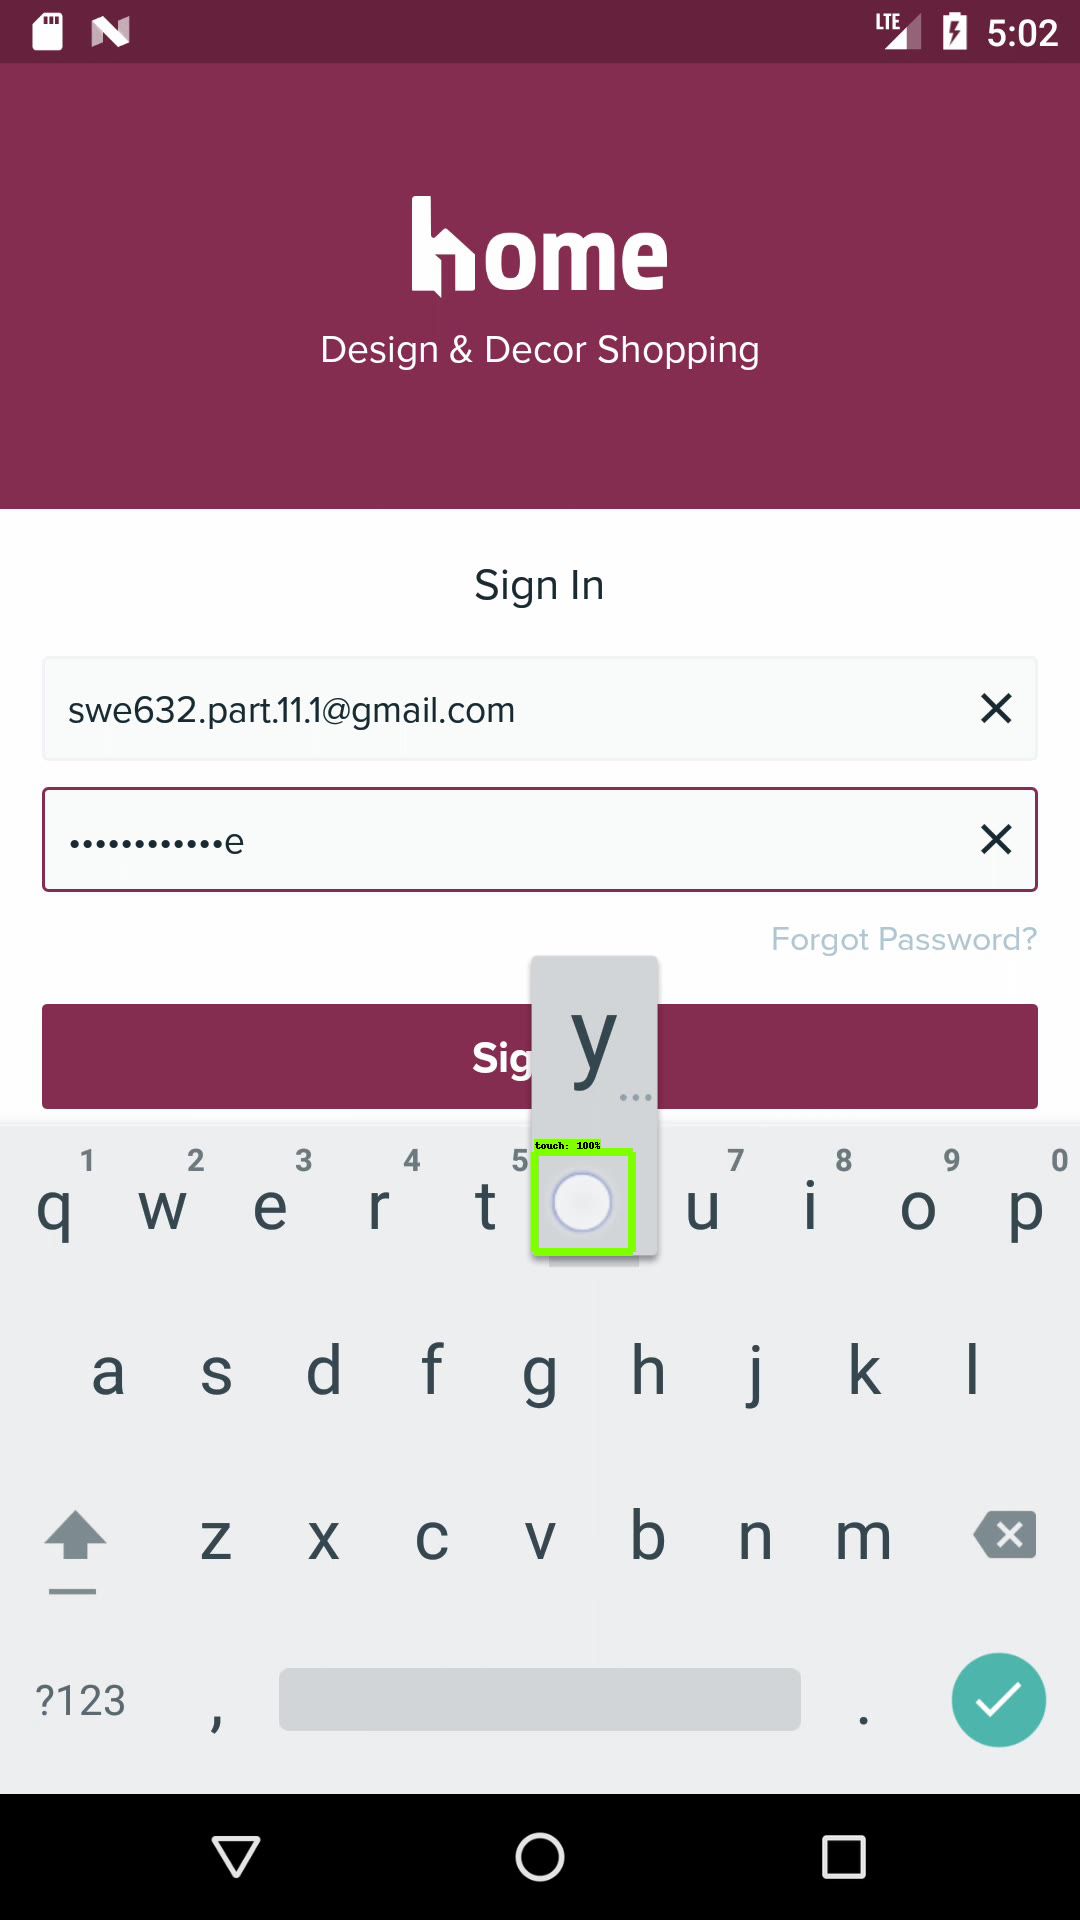 LTE 5:02
home
Design & Decor Shopping
Sign In
swe632.part.11.1@gmail.com
••••••••••••e
Forgot Password?
Sig
y
...
touch: 100%
1 2 3 4 5 7 8 9 0
q w e r t u i o p
a s d f g h j k l
z x c v b n m
?123 , .